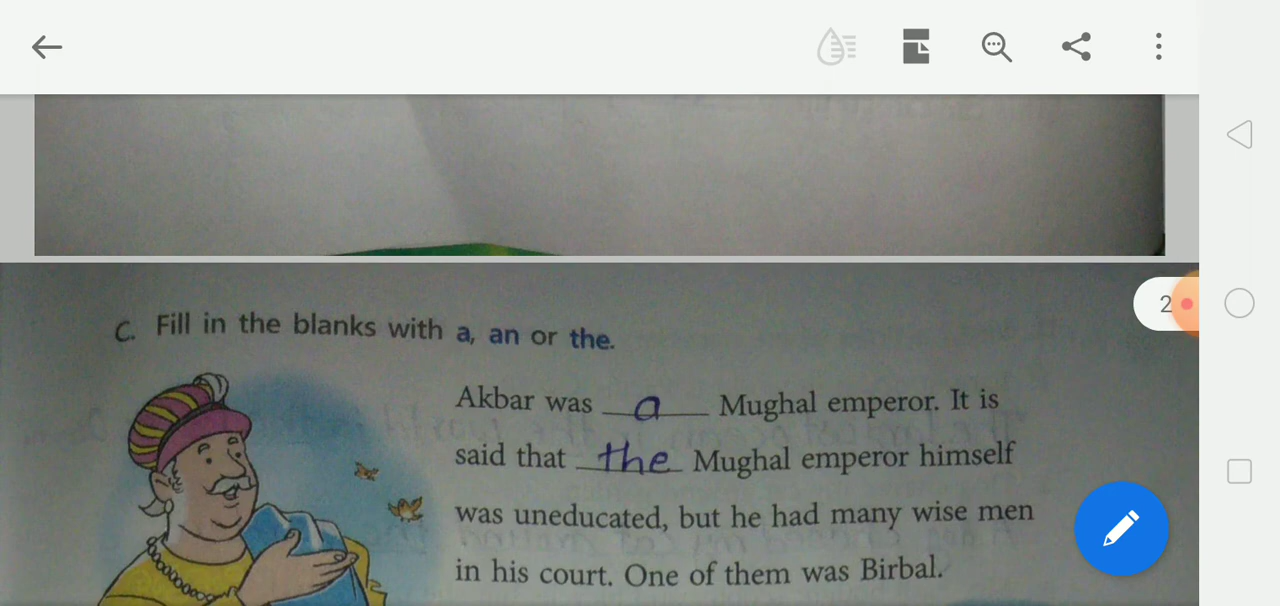 2
C. Fill in the blanks with a, an or the.
Akbar was a Mughal emperor. It is
said that the Mughal emperor himself
was uneducated, but he had many wise men
in his court. One of them was Birbal.